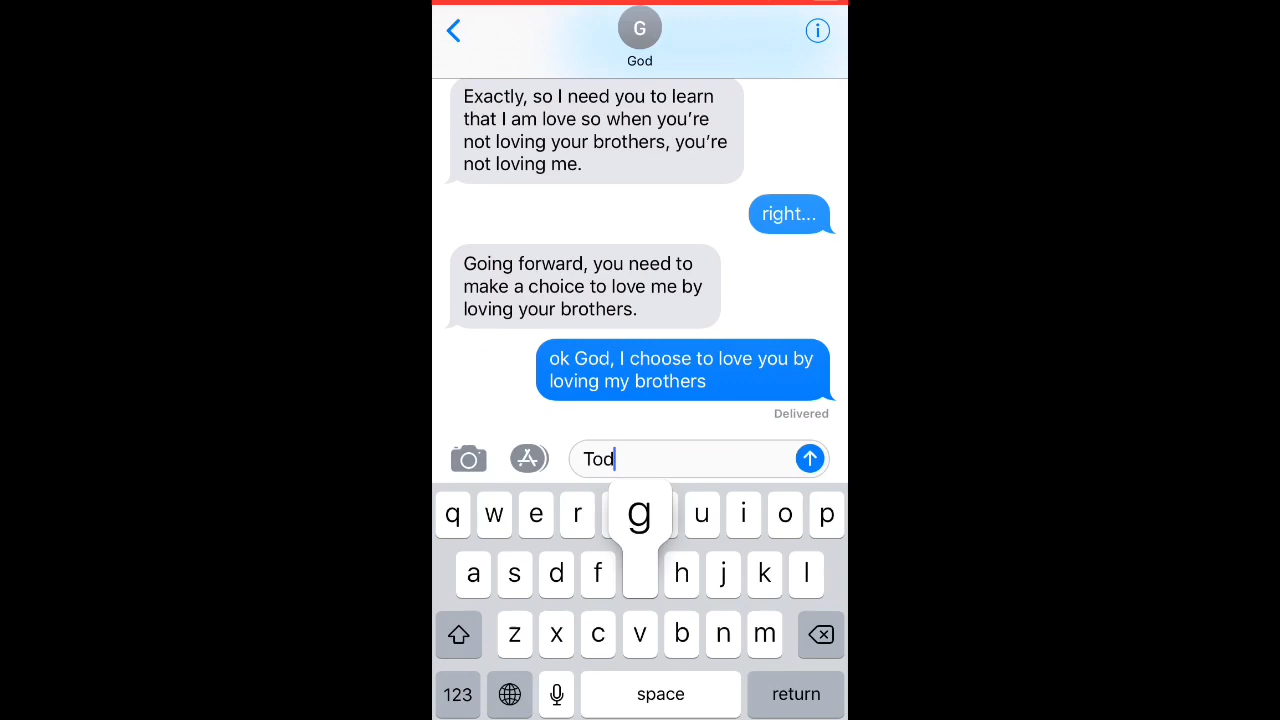 G
God
Exactly, so I need you to learn
that I am love so when you're
not loving your brothers, you're
not loving me.
right...
Going forward, you need to
make a choice to love me by
loving your brothers.
ok God, I choose to love you by
loving my brothers
Delivered
Tod
q w e r g u i o p
a s d f h j k l
z x c v b n m
123 space return